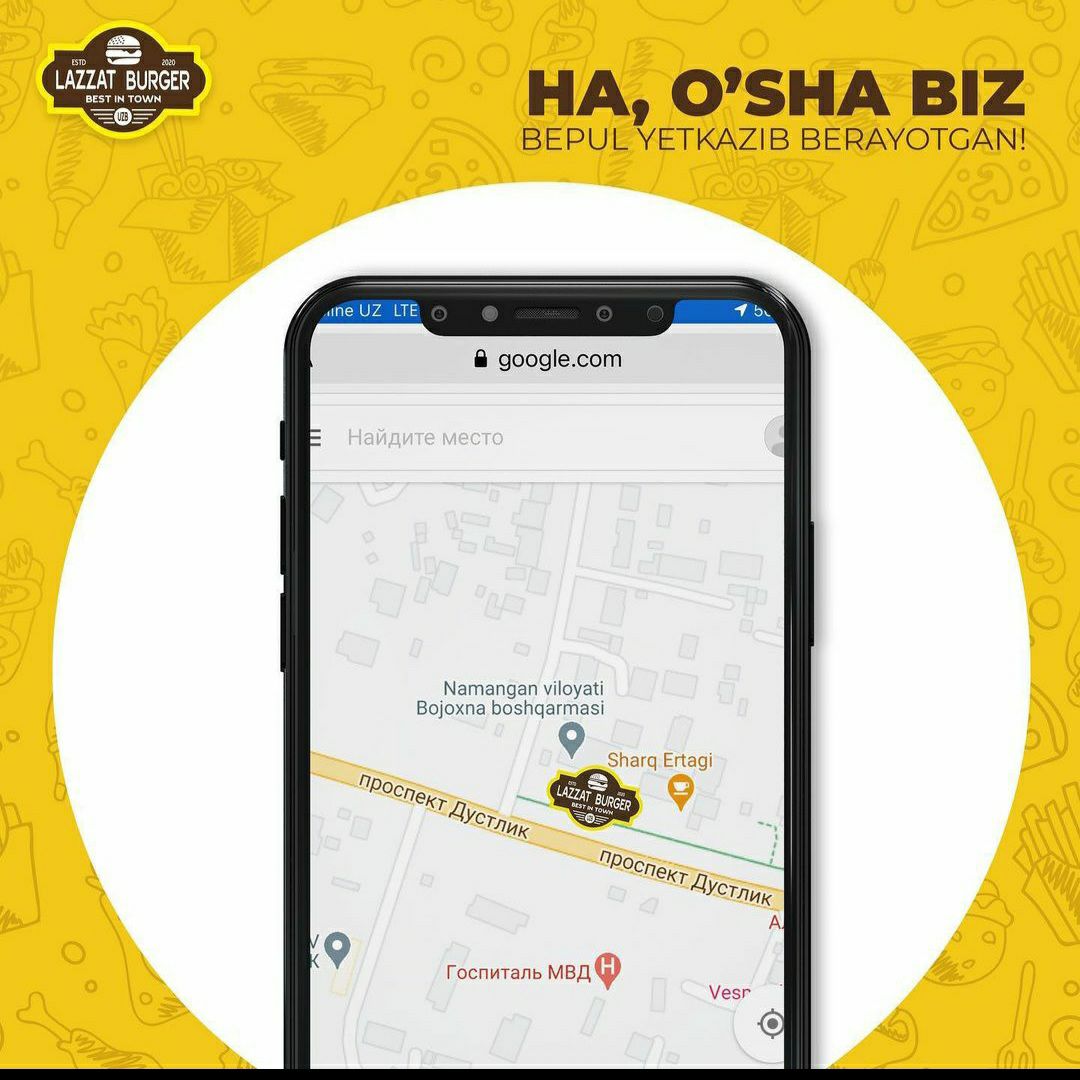 ESTD 2020
LAZZAT BURGER
BEST IN TOWN
UZB
HA, O'SHA BIZ
BEPUL YETKAZIB BERAYOTGAN!
UZ LTE
google.com
Найдите место
Namangan viloyati
Bojoxna boshqarmasi
Sharq Ertagi
ESTD 2020
LAZZAT BURGER
BEST IN TOWN
проспект Дустлик
проспект Дустлик
Госпиталь МВД
H